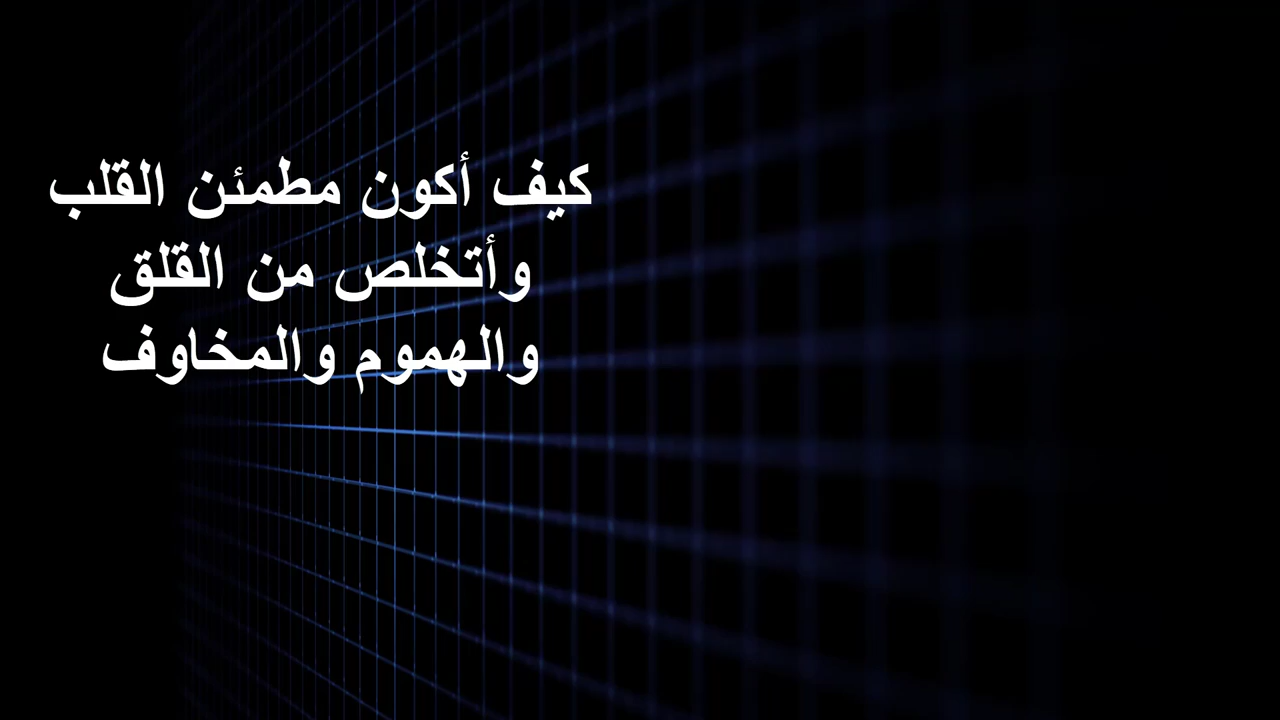 كيف أكون مطمئن القلب
وأتخلص من القلق
والهموم والمخاوف